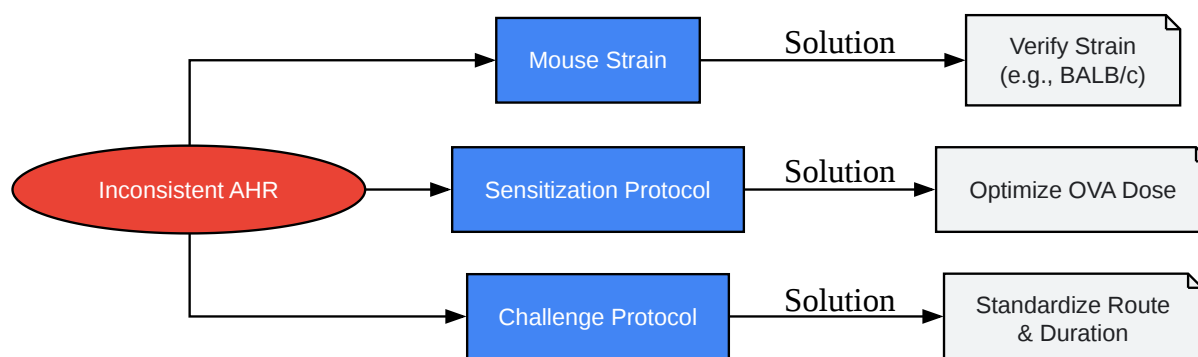 Mouse Strain
Solution
Verify Strain
(e.g., BALB/c)
Inconsistent AHR
Sensitization Protocol
Solution
Optimize OVA Dose
Challenge Protocol
Solution
Standardize Route
& Duration